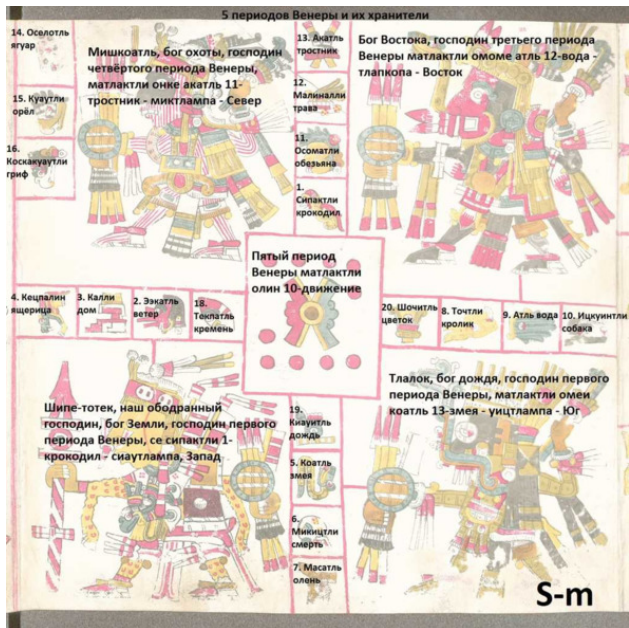 5 периодов Венеры и их хранители
14. Оселотль
ягуар
Мишкоатль, бог охоты, господин
четвёртого периода Венеры,
матлактли онке акатль 11-
тростник - миктлампа - Север
13. Акатль
тростник
Бог Востока, господин третьего периода
Венеры матлактли омоме атль 12-вода -
тлапкопа - Восток
15. Куаутли
орёл
12.
Малиналли
трава
16.
Коскакуаутли
гриф
11.
Осоматли
обезьяна
1.
Сипактли
крокодил
Пятый период
Венеры матлактли
олин 10-движение
4. Кецпалин
ящерица
3. Калли
дом
2. Ээкатль
ветер
18.
Текпатль
кремень
20. Шочитль
цветок
8. Точтли
кролик
9. Атль вода
10. Ицкуинтли
собака
Шипе-тотек, наш ободранный
господин, бог Земли, господин первого
периода Венеры, се сипактли 1-
крокодил - сиаутлампа, Запад
19.
Киауитль
дождь
Тлалок, бог дождя, господин первого
периода Венеры, матлактли омеи
коатль 13-змея - уицтлампа - Юг
5. Коатль
змея
6.
Микицтли
смерть
7. Масатль
олень
S-m